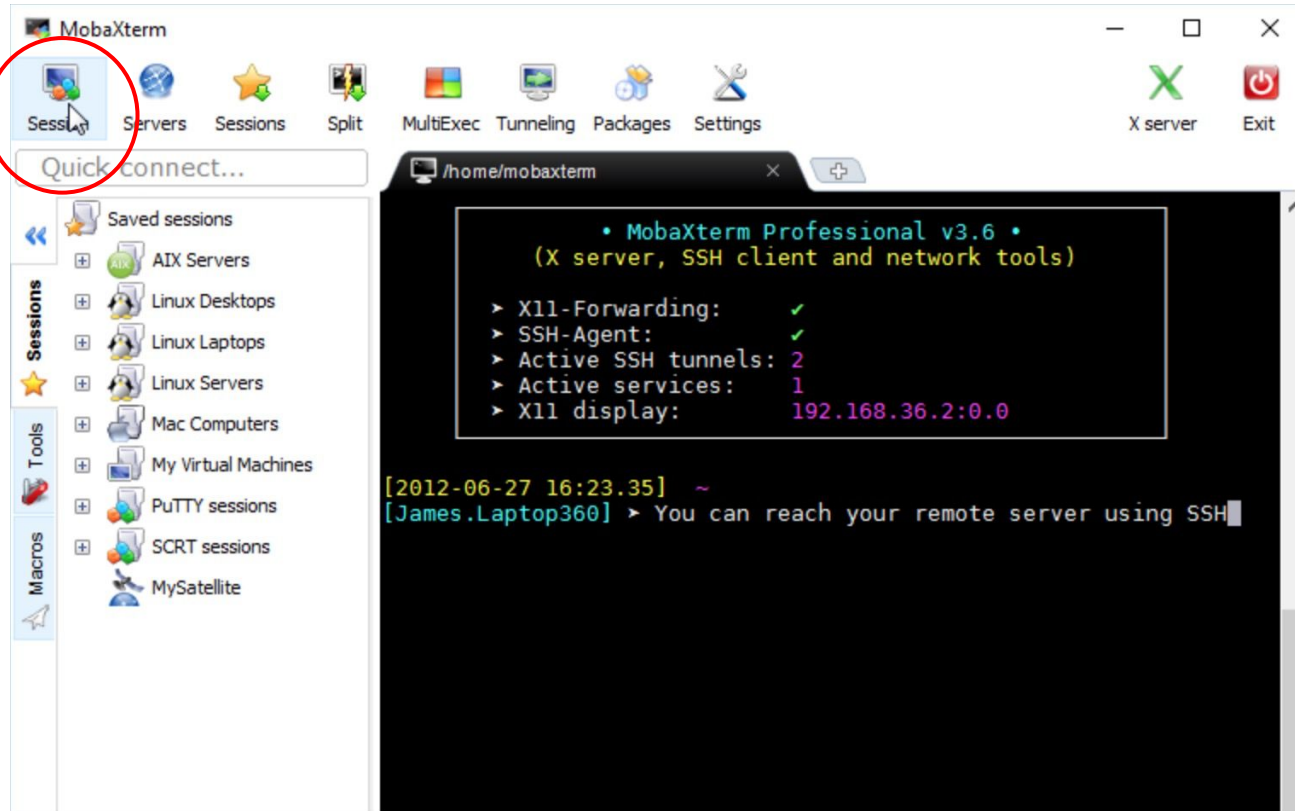 MobaXterm
Session Servers Sessions Split MultiExec Tunneling Packages Settings X server Exit
Quick connect...
/home/mobaxterm
Sessions
Tools
Macros
Saved sessions
AIX Servers
Linux Desktops
Linux Laptops
Linux Servers
Mac Computers
My Virtual Machines
PuTTY sessions
SCRT sessions
MySatellite
• MobaXterm Professional v3.6 •
(X server, SSH client and network tools)
➤ X11-Forwarding: ✔
➤ SSH-Agent: ✔
➤ Active SSH tunnels: 2
➤ Active services: 1
➤ X11 display: 192.168.36.2:0.0
[2012-06-27 16:23.35] ~
[James.Laptop360] ➤ You can reach your remote server using SSH